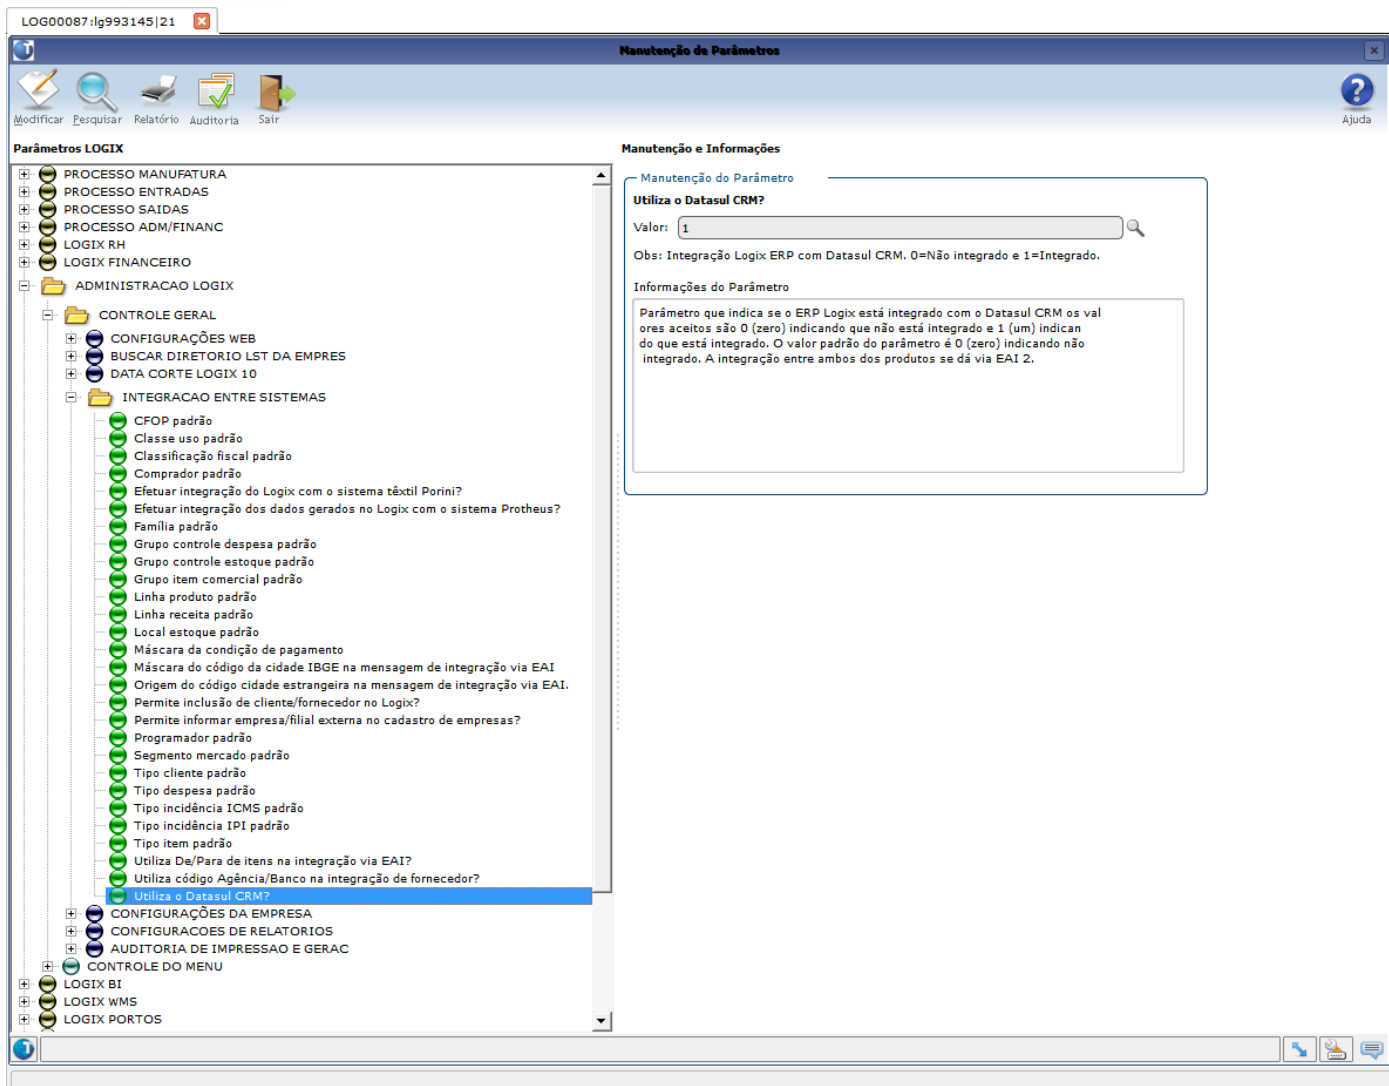 LOG00087:lg993145|21
Manutenção de Parâmetros
Modificar Pesquisar Relatório Auditoria Sair Ajuda
Parâmetros LOGIX
PROCESSO MANUFATURA
PROCESSO ENTRADAS
PROCESSO SAIDAS
PROCESSO ADM/FINANC
LOGIX RH
LOGIX FINANCEIRO
ADMINISTRACAO LOGIX
CONTROLE GERAL
CONFIGURAÇÕES WEB
BUSCAR DIRETORIO LST DA EMPRES
DATA CORTE LOGIX 10
INTEGRACAO ENTRE SISTEMAS
CFOP padrão
Classe uso padrão
Classificação fiscal padrão
Comprador padrão
Efetuar integração do Logix com o sistema têxtil Porini?
Efetuar integração dos dados gerados no Logix com o sistema Protheus?
Família padrão
Grupo controle despesa padrão
Grupo controle estoque padrão
Grupo item comercial padrão
Linha produto padrão
Linha receita padrão
Local estoque padrão
Máscara da condição de pagamento
Máscara do código da cidade IBGE na mensagem de integração via EAI
Origem do código cidade estrangeira na mensagem de integração via EAI.
Permite inclusão de cliente/fornecedor no Logix?
Permite informar empresa/filial externa no cadastro de empresas?
Programador padrão
Segmento mercado padrão
Tipo cliente padrão
Tipo despesa padrão
Tipo incidência ICMS padrão
Tipo incidência IPI padrão
Tipo item padrão
Utiliza De/Para de itens na integração via EAI?
Utiliza código Agência/Banco na integração de fornecedor?
Utiliza o Datasul CRM?
CONFIGURAÇÕES DA EMPRESA
CONFIGURACOES DE RELATORIOS
AUDITORIA DE IMPRESSAO E GERAC
CONTROLE DO MENU
LOGIX BI
LOGIX WMS
LOGIX PORTOS
Manutenção e Informações
Manutenção do Parâmetro
Utiliza o Datasul CRM?
Valor: 1
Obs: Integração Logix ERP com Datasul CRM. 0=Não integrado e 1=Integrado.
Informações do Parâmetro
Parâmetro que indica se o ERP Logix está integrado com o Datasul CRM os val
ores aceitos são 0 (zero) indicando que não está integrado e 1 (um) indican
do que está integrado. O valor padrão do parâmetro é 0 (zero) indicando não
integrado. A integração entre ambos dos produtos se dá via EAI 2.